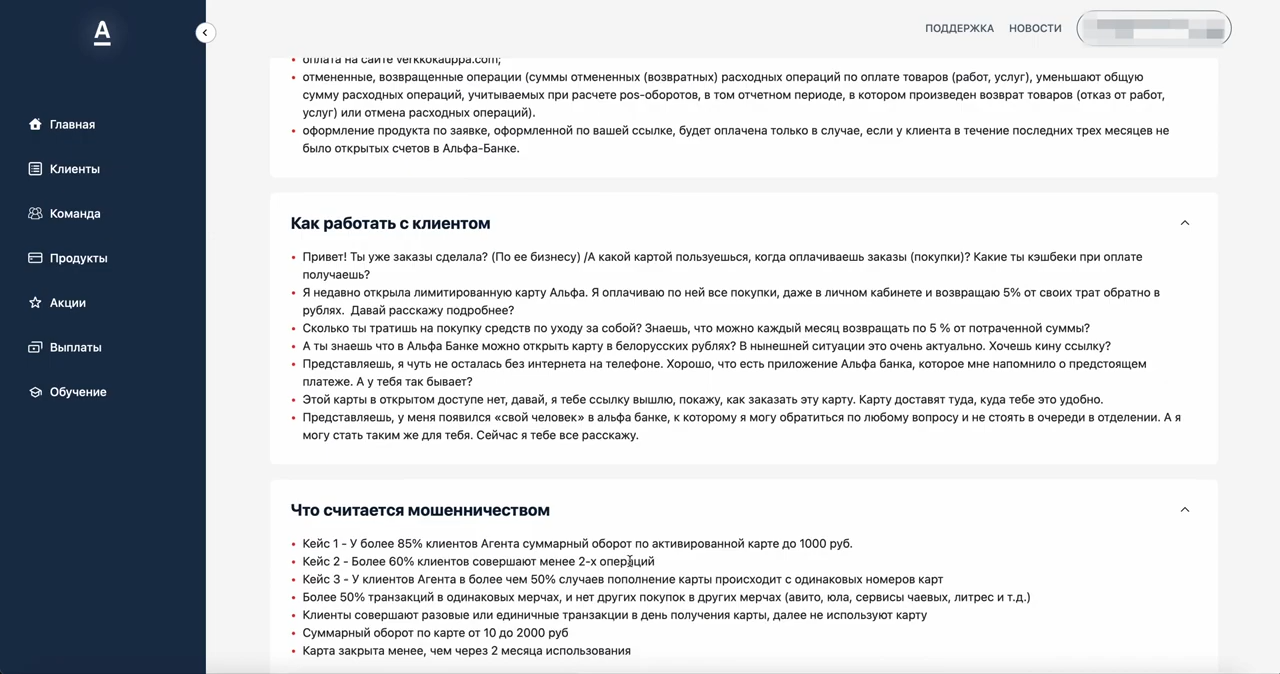 А
ПОДДЕРЖКА
НОВОСТИ
Главная
Клиенты
Команда
Продукты
Акции
Выплаты
Обучение
• оплата на сайте verkkokauppa.com;
• отмененные, возвращенные операции (суммы отмененных (возвратных) расходных операций по оплате товаров (работ, услуг), уменьшают общую
сумму расходных операций, учитываемых при расчете pos-оборотов, в том отчетном периоде, в котором произведен возврат товаров (отказ от работ,
услуг) или отмена расходных операций).
• оформление продукта по заявке, оформленной по вашей ссылке, будет оплачена только в случае, если у клиента в течение последних трех месяцев не
было открытых счетов в Альфа-Банке.
Как работать с клиентом
• Привет! Ты уже заказы сделала? (По ее бизнесу) /А какой картой пользуешься, когда оплачиваешь заказы (покупки)? Какие ты кэшбеки при оплате
получаешь?
• Я недавно открыла лимитированную карту Альфа. Я оплачиваю по ней все покупки, даже в личном кабинете и возвращаю 5% от своих трат обратно в
рублях. Давай расскажу подробнее?
• Сколько ты тратишь на покупку средств по уходу за собой? Знаешь, что можно каждый месяц возвращать по 5 % от потраченной суммы?
• А ты знаешь что в Альфа Банке можно открыть карту в белорусских рублях? В нынешней ситуации это очень актуально. Хочешь кину ссылку?
• Представляешь, я чуть не осталась без интернета на телефоне. Хорошо, что есть приложение Альфа банка, которое мне напомнило о предстоящем
платеже. А у тебя так бывает?
• Этой карты в открытом доступе нет, давай, я тебе ссылку вышлю, покажу, как заказать эту карту. Карту доставят туда, куда тебе это удобно.
• Представляешь, у меня появился «свой человек» в альфа банке, к которому я могу обратиться по любому вопросу и не стоять в очереди в отделении. А я
могу стать таким же для тебя. Сейчас я тебе все расскажу.
Что считается мошенничеством
• Кейс 1 - У более 85% клиентов Агента суммарный оборот по активированной карте до 1000 руб.
• Кейс 2 - Более 60% клиентов совершают менее 2-х операций
• Кейс 3 - У клиентов Агента в более чем 50% случаев пополнение карты происходит с одинаковых номеров карт
• Более 50% транзакций в одинаковых мерчах, и нет других покупок в других мерчах (авито, юла, сервисы чаевых, литрес и т.д.)
• Клиенты совершают разовые или единичные транзакции в день получения карты, далее не используют карту
• Суммарный оборот по карте от 10 до 2000 руб
• Карта закрыта менее, чем через 2 месяца использования